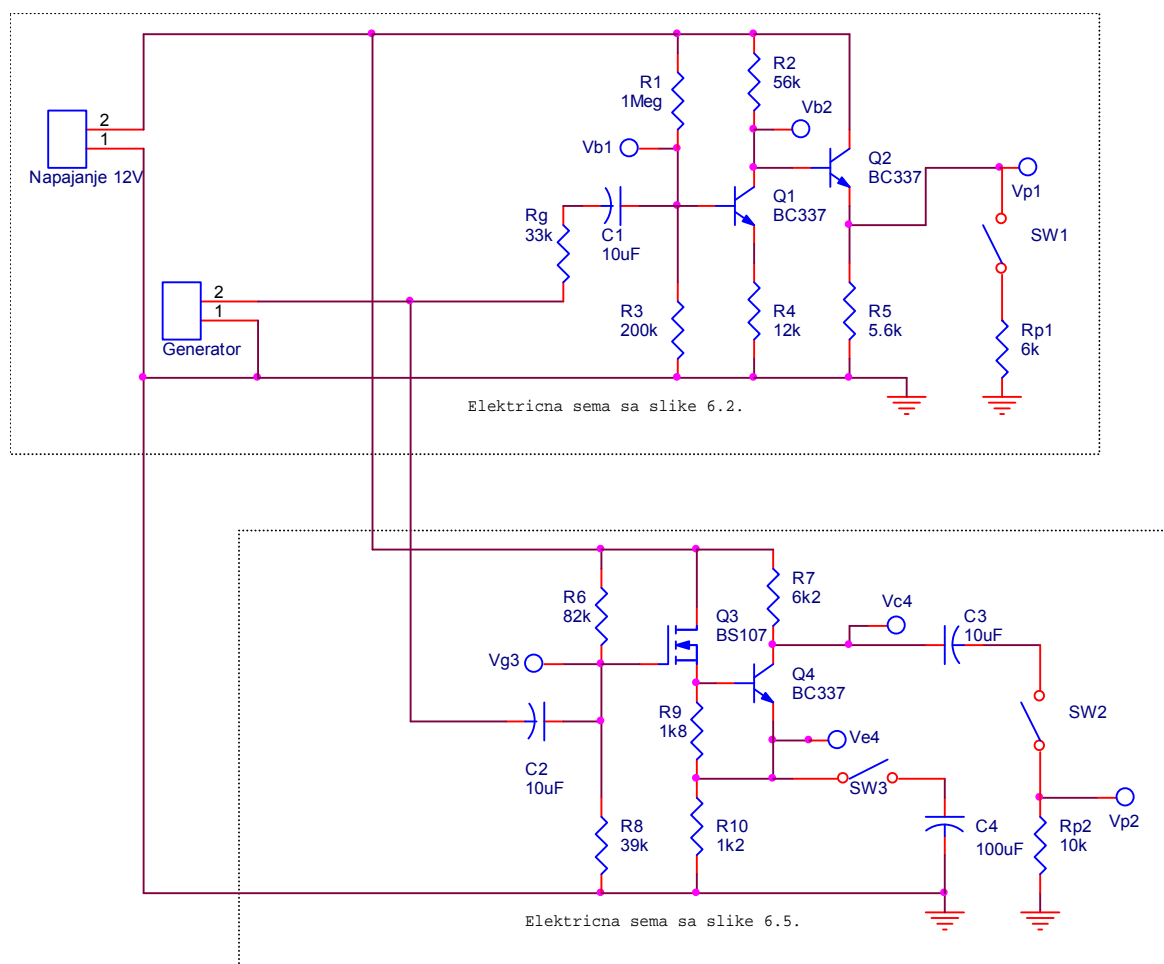 R1
1Meg
R2
56k
Vb2
2
1
Napajanje 12V
Vb1
Q2
BC337
Vp1
Q1
BC337
Rg
33k
C1
10uF
SW1
2
1
Generator
R3
200k
R4
12k
R5
5.6k
Rp1
6k
Elektricna sema sa slike 6.2.
R6
82k
R7
6k2
Q3
BS107
Vc4
C3
10uF
Vg3
Q4
BC337
R9
1k8
SW2
Ve4
C2
10uF
SW3
R8
39k
R10
1k2
C4
100uF
Rp2
10k
Vp2
Elektricna sema sa slike 6.5.